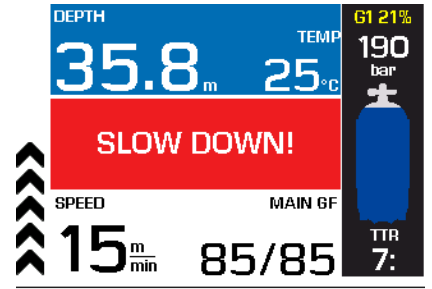 DEPTH
35.8 m
TEMP
25°C
G1 21%
190
bar
SLOW DOWN!
SPEED
15 m/min
MAIN GF
85/85
TTR
7: